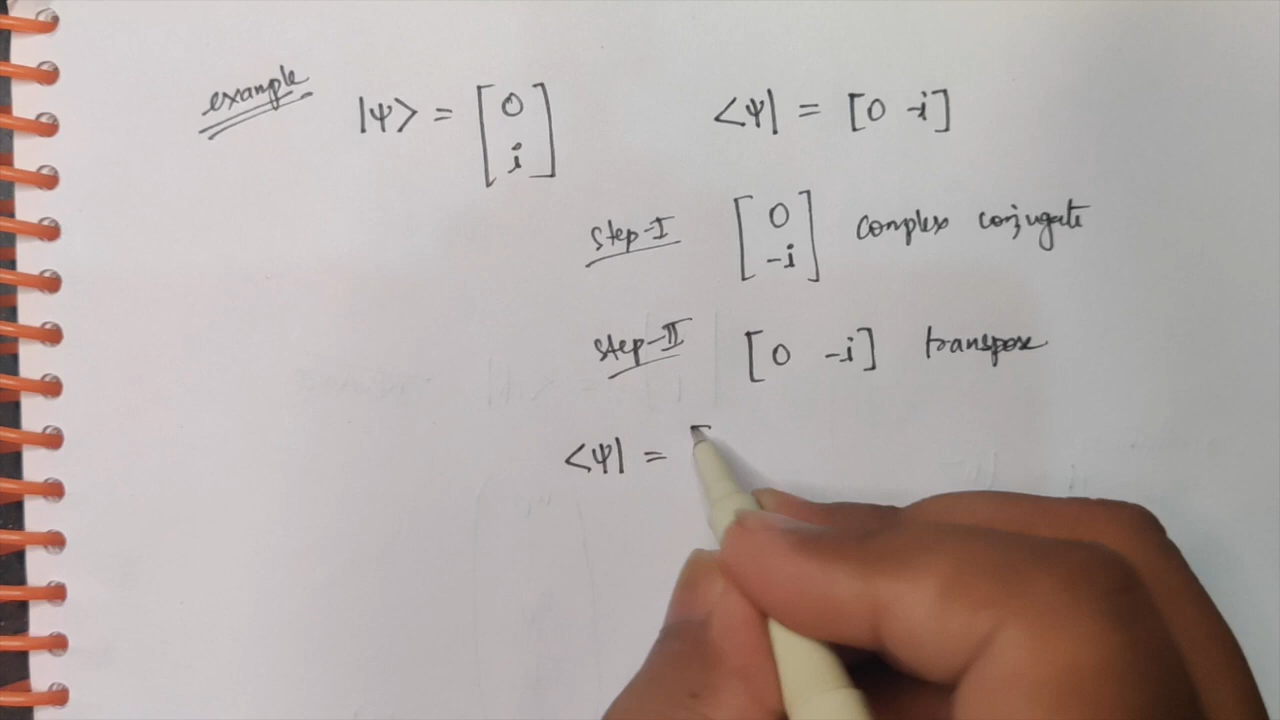 example |ψ> = [0 i] <ψ| = [0 -i]
step-I [0 -i] complex conjugate
step-II [0 -i] transpose
<ψ| = [